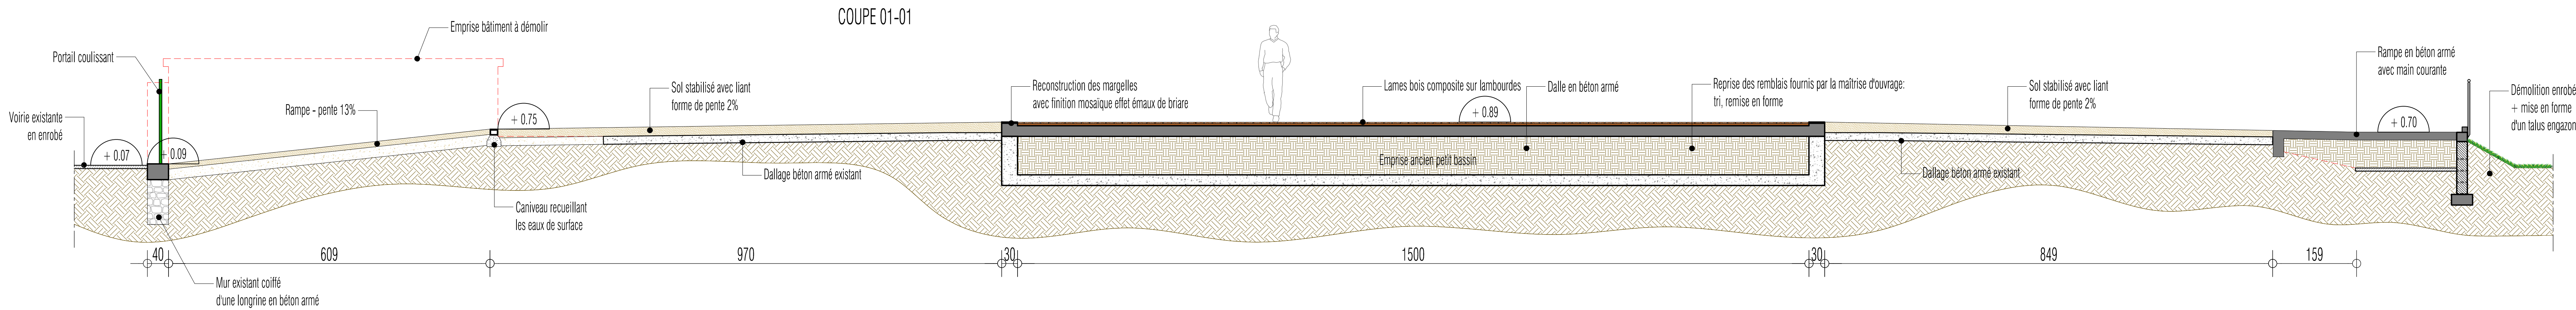 COUPE 01-01
Emprise bâtiment à démolir
Portail coulissant
Voirie existante
en enrobé
+ 0.07
+ 0.09
Rampe - pente 13%
+ 0.75
Sol stabilisé avec liant
forme de pente 2%
Dallage béton armé existant
Caniveau recueillant
les eaux de surface
Mur existant coiffé
d'une longrine en béton armé
Reconstruction des margelles
avec finition mosaïque effet émaux de briare
Lames bois composite sur lambourdes
+ 0.89
Dalle en béton armé
Reprise des remblais fournis par la maîtrise d'ouvrage:
tri, remise en forme
Emprise ancien petit bassin
Sol stabilisé avec liant
forme de pente 2%
Dallage béton armé existant
Rampe en béton armé
avec main courante
+ 0.70
Démolition enrobé
+ mise en forme
d'un talus engazon
40
609
970
30
1500
30
849
159